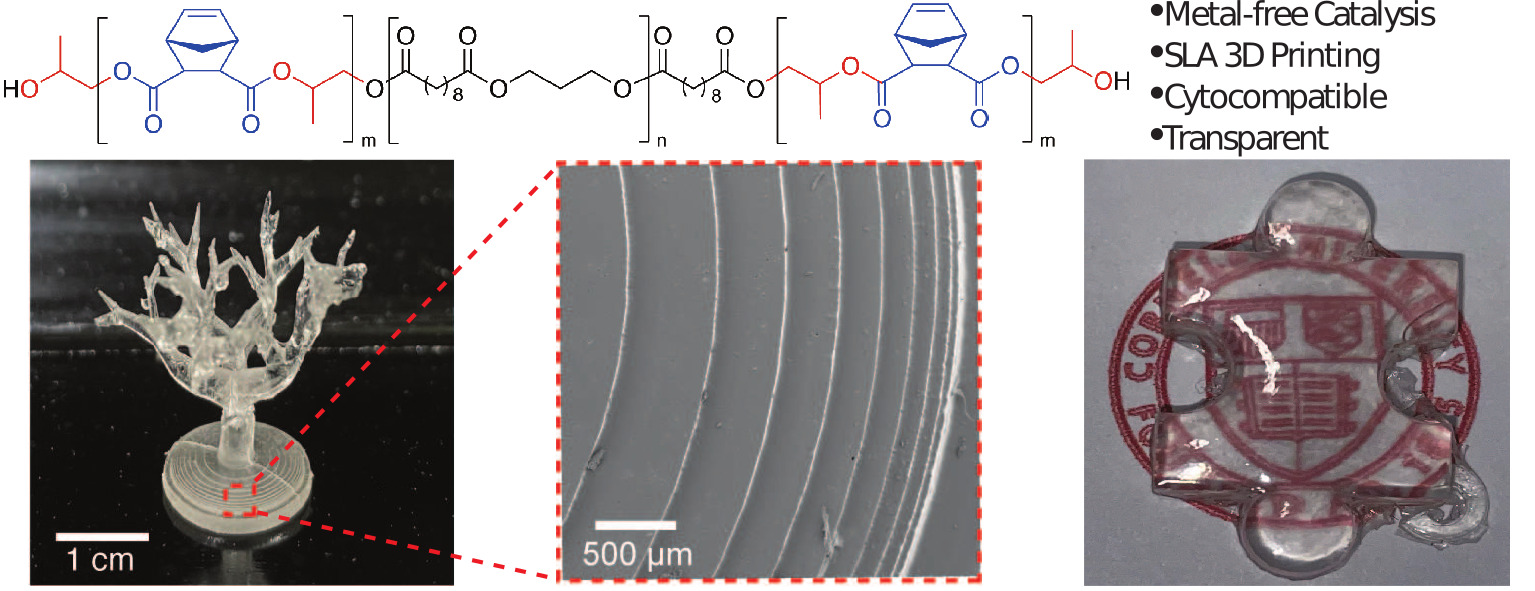 O O O O
•Metal-free Catalysis
HO O O O O O O O O OH
•SLA 3D Printing
8 8
•Cytocompatible
O O O O
m n m
•Transparent
1 cm
500 µm